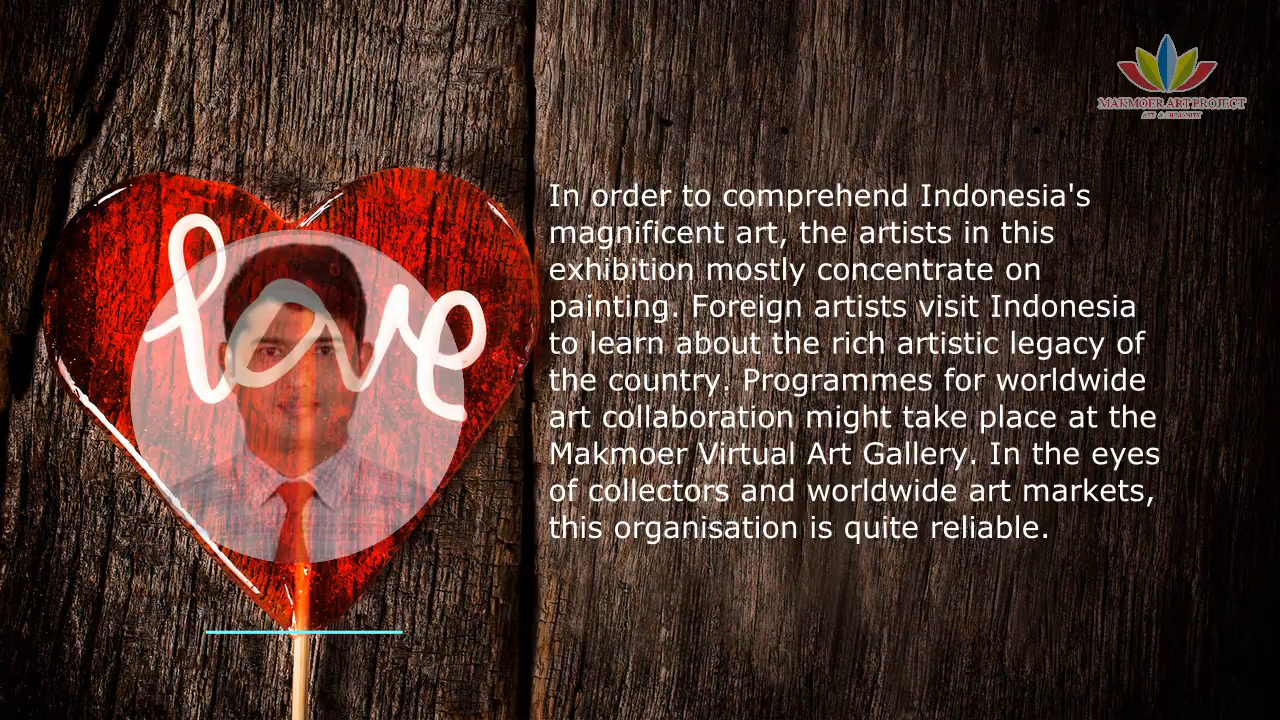 MAKMOER ART PROJECT
love
In order to comprehend Indonesia's
magnificent art, the artists in this
exhibition mostly concentrate on
painting. Foreign artists visit Indonesia
to learn about the rich artistic legacy of
the country. Programmes for worldwide
art collaboration might take place at the
Makmoer Virtual Art Gallery. In the eyes
of collectors and worldwide art markets,
this organisation is quite reliable.